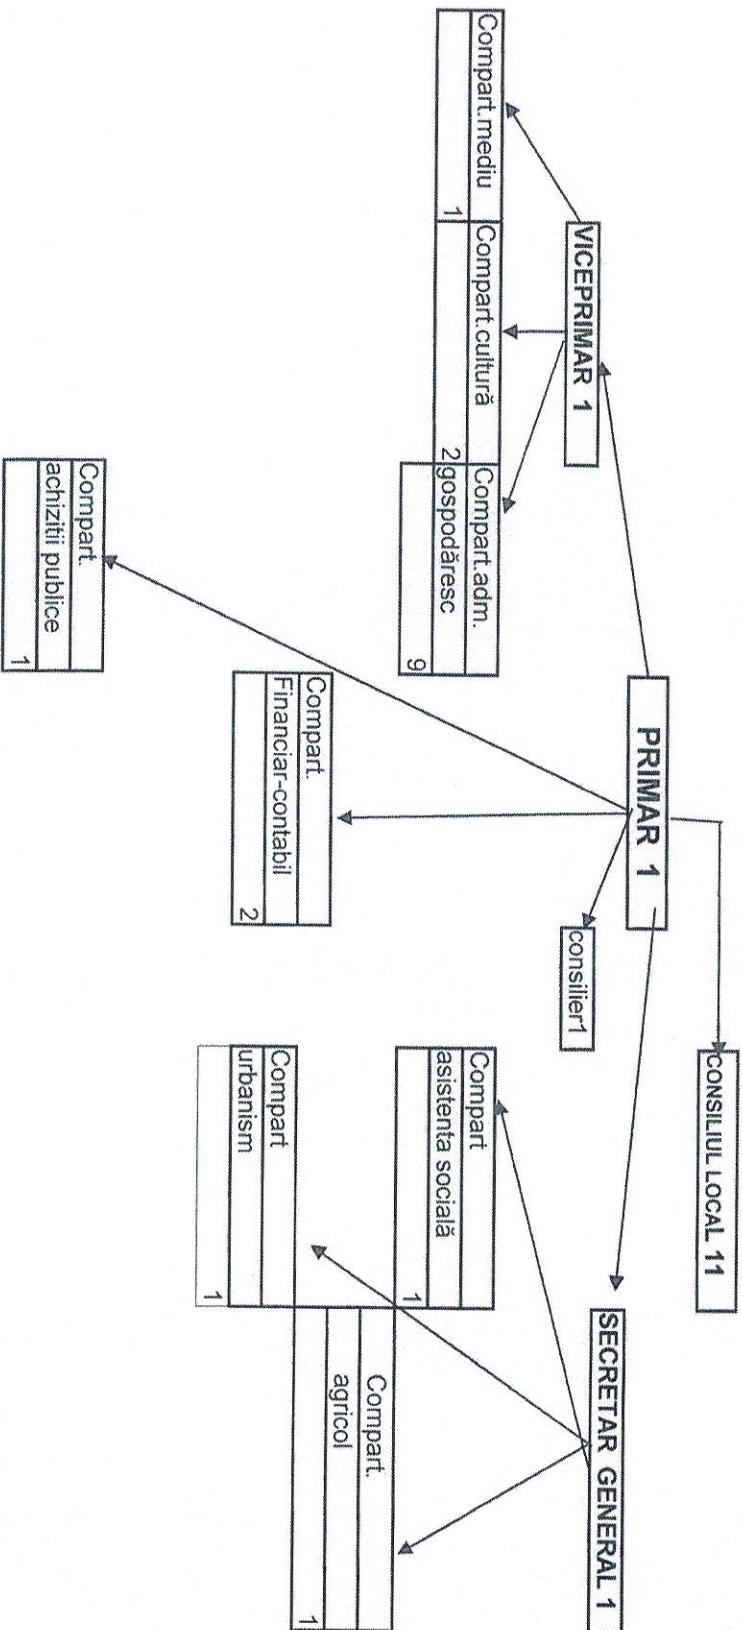 CONSILIUL LOCAL 11
PRIMAR 1
VICEPRIMAR 1
consilier1
SECRETAR GENERAL 1
Compart.mediu
1
Compart.cultură
2
Compart.adm.
gospodăresc
9
Compart.
achizitii publice
1
Compart.
Financiar-contabil
2
Compart
asistenta socială
1
Compart
urbanism
1
Compart.
agricol
1